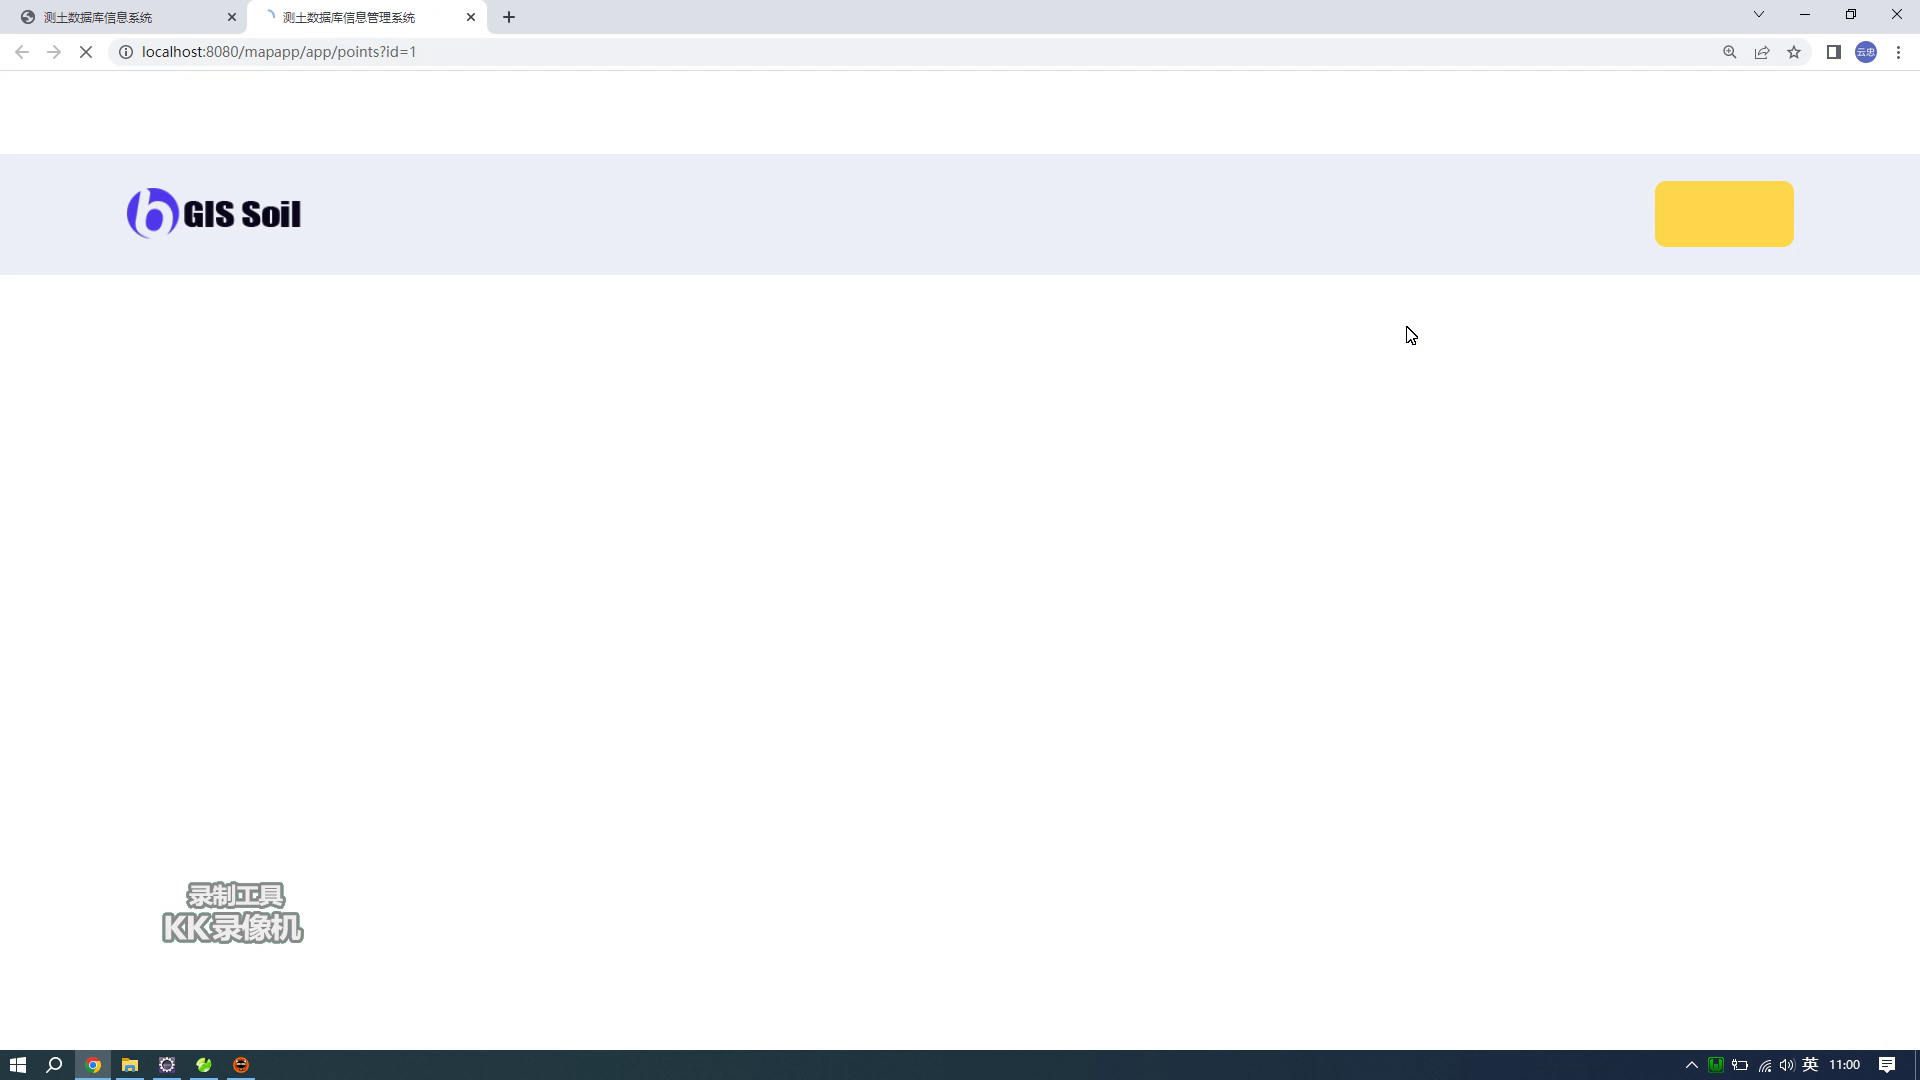 测土数据库信息系统
测土数据库信息管理系统
localhost:8080/mapapp/app/points?id=1
云忠
GIS Soil
录制工具
KK录像机
英
11:00